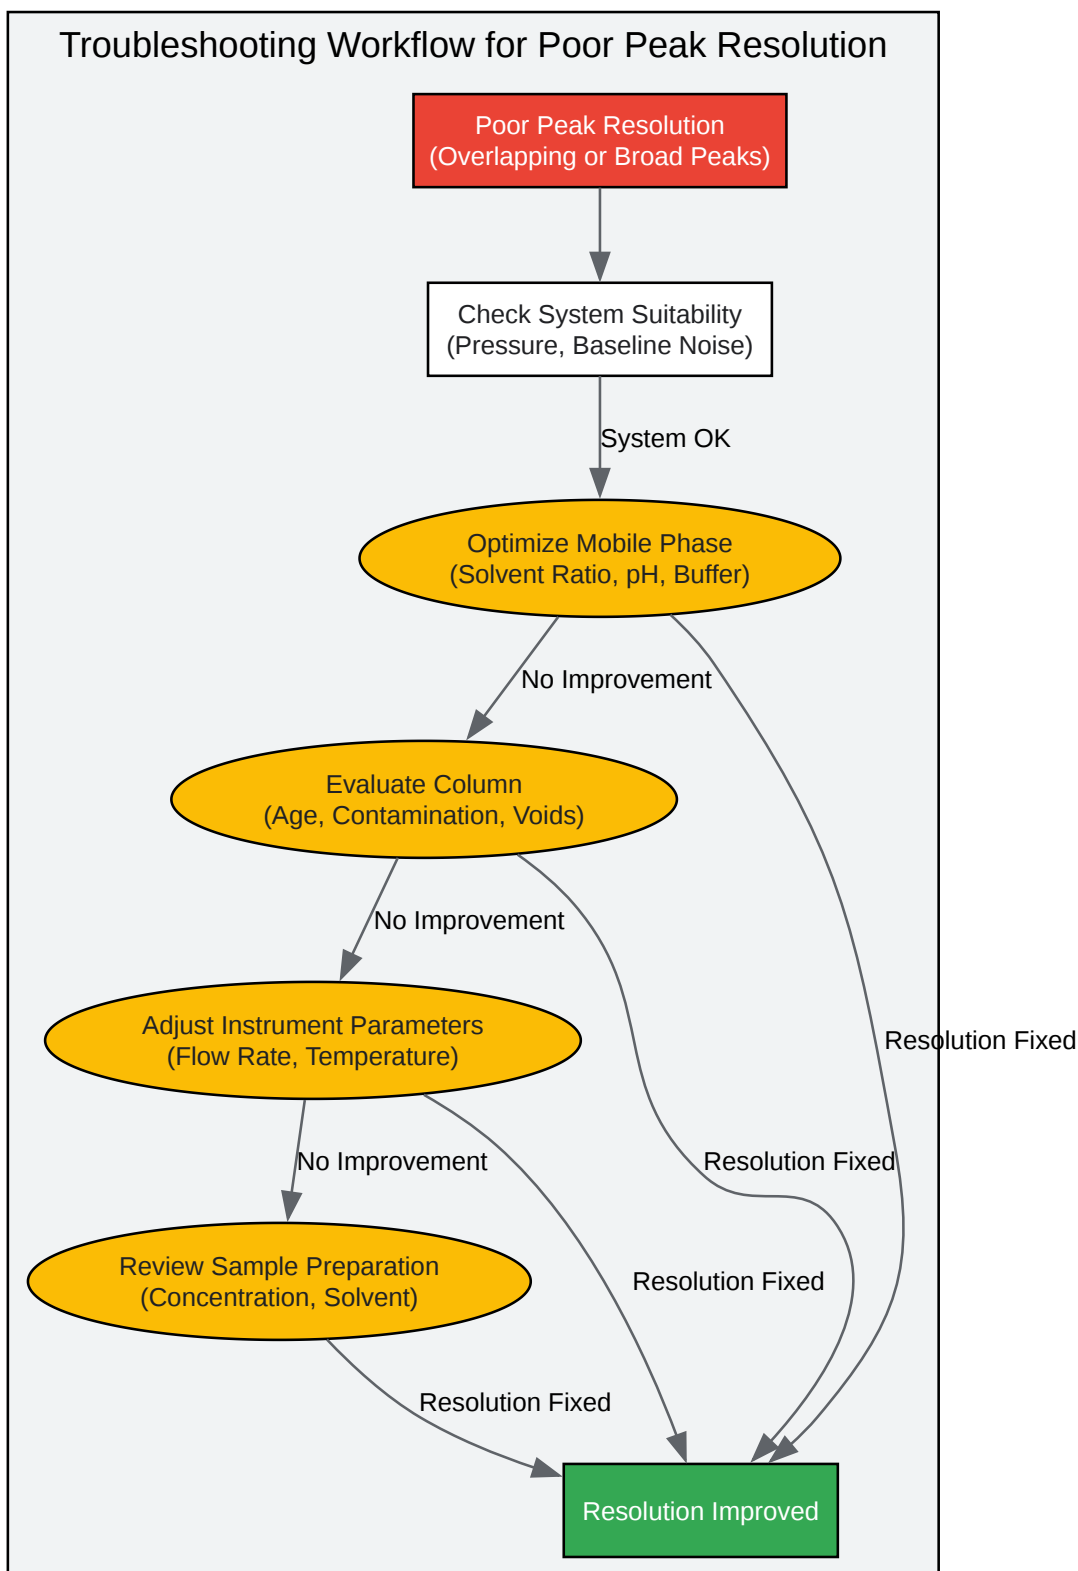 Troubleshooting Workflow for Poor Peak Resolution
Poor Peak Resolution
(Overlapping or Broad Peaks)
Check System Suitability
(Pressure, Baseline Noise)
System OK
Optimize Mobile Phase
(Solvent Ratio, pH, Buffer)
No Improvement
Evaluate Column
(Age, Contamination, Voids)
No Improvement
Adjust Instrument Parameters
(Flow Rate, Temperature)
Resolution Fixed
No Improvement
Resolution Fixed
Review Sample Preparation
(Concentration, Solvent)
Resolution Fixed
Resolution Fixed
Resolution Improved